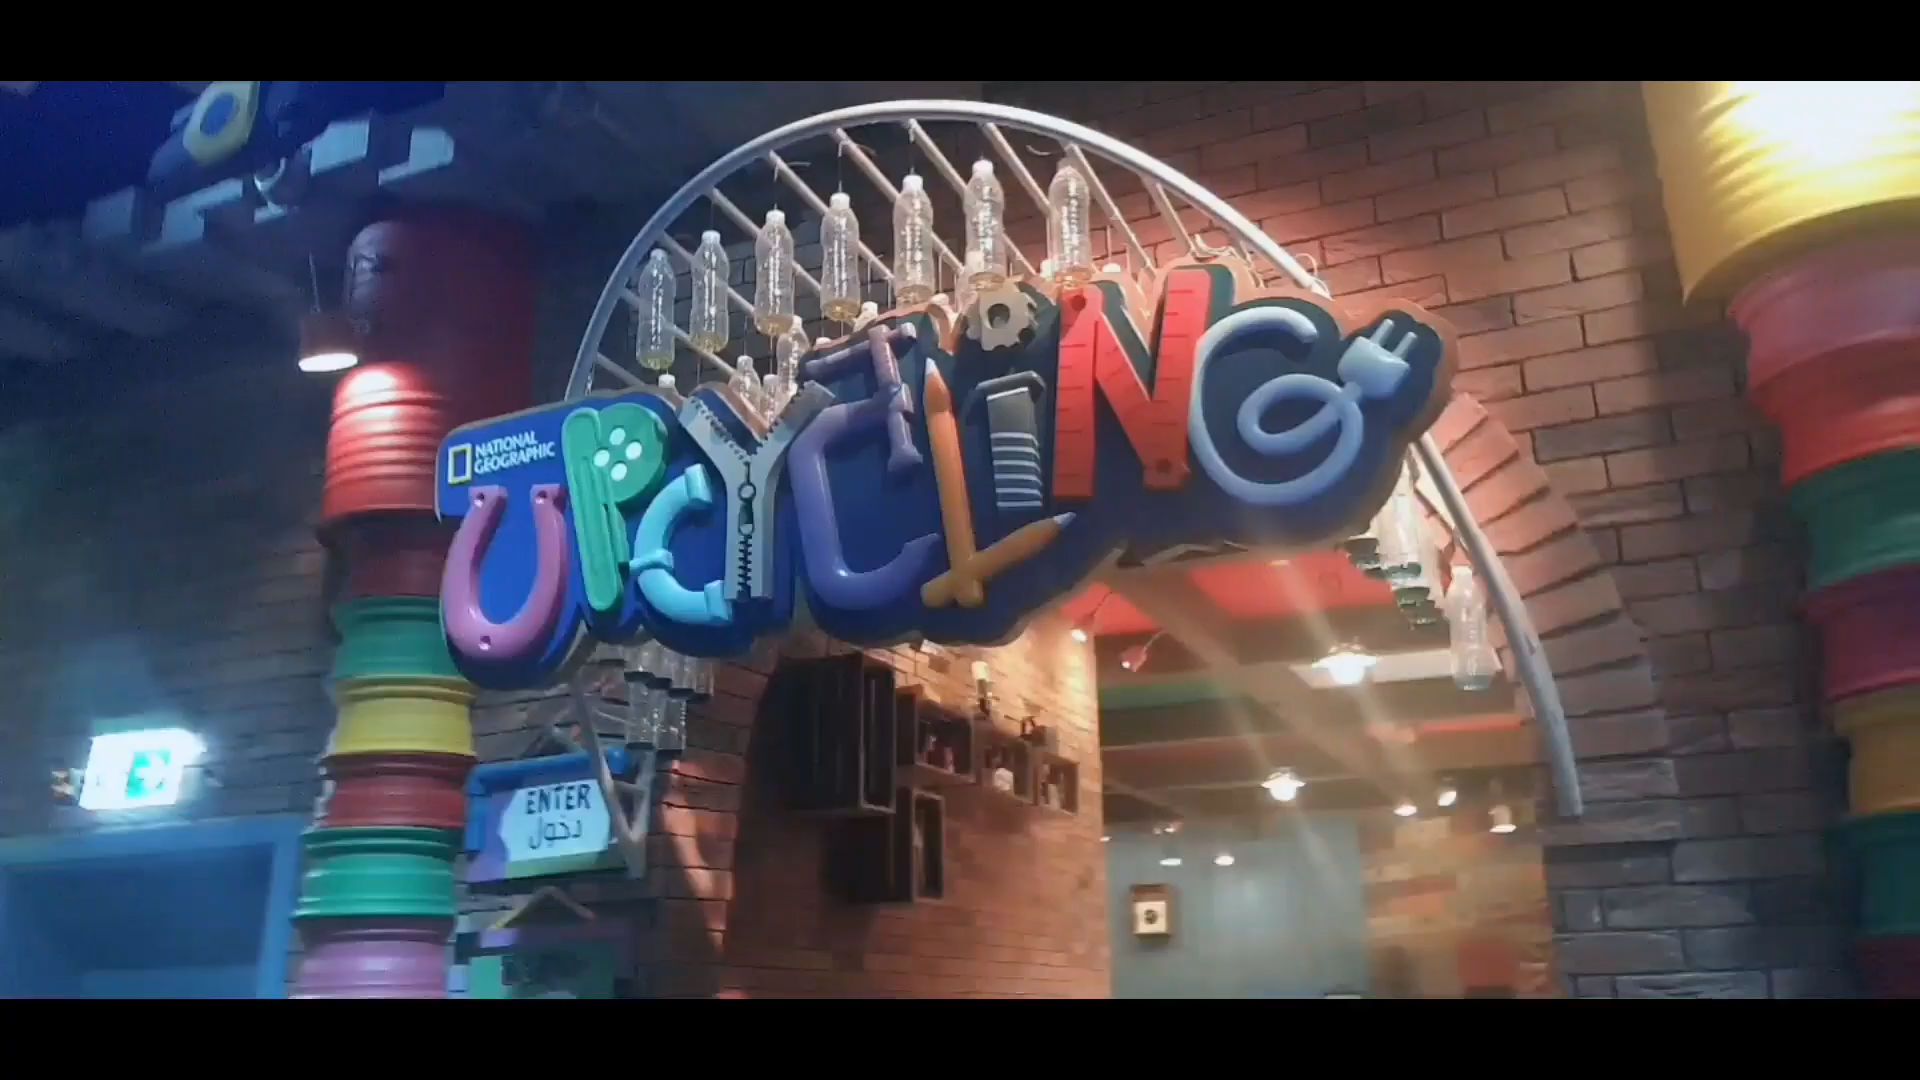 NATIONAL
GEOGRAPHIC
UPCYCLING
ENTER
دخول